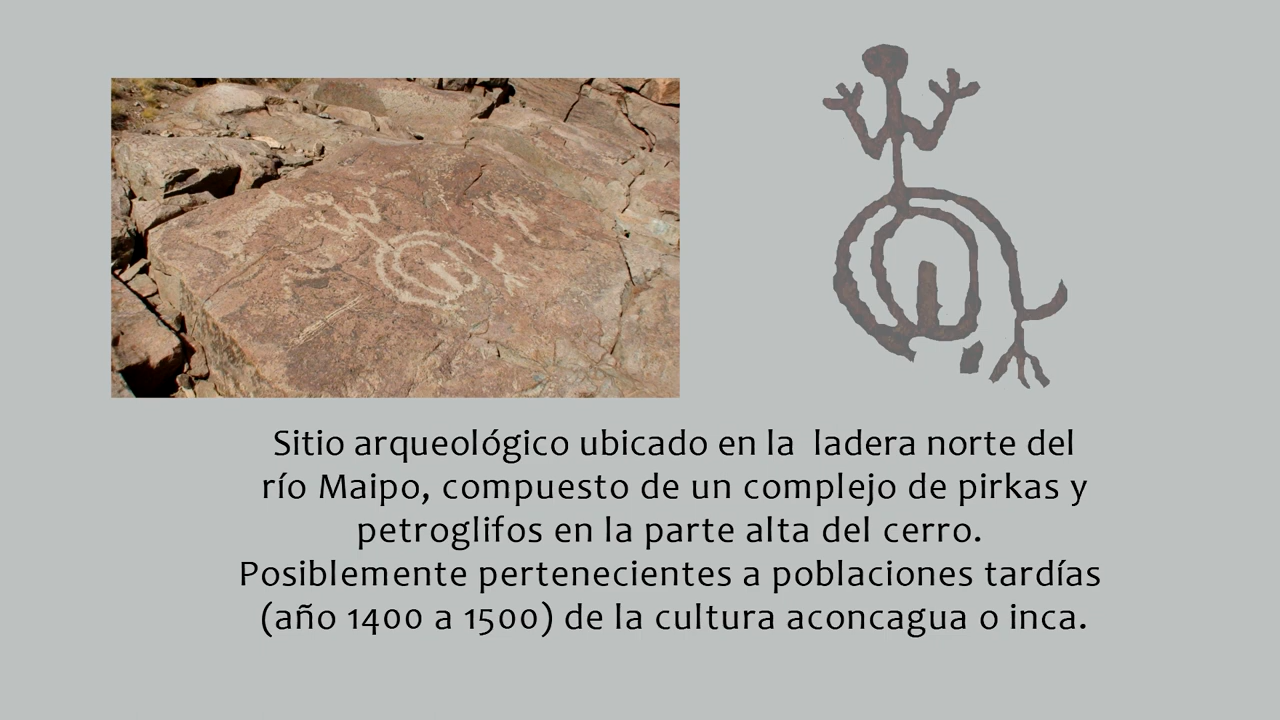 Sitio arqueológico ubicado en la ladera norte del
río Maipo, compuesto de un complejo de pirkas y
petroglifos en la parte alta del cerro.
Posiblemente pertenecientes a poblaciones tardías
(año 1400 a 1500) de la cultura aconcagua o inca.